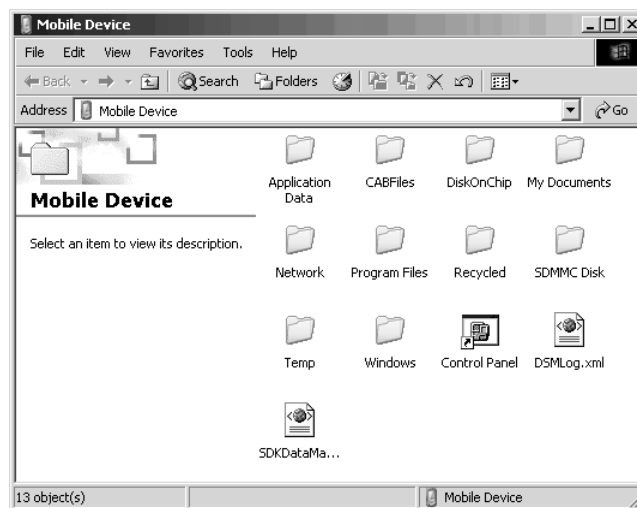 Mobile Device
File Edit View Favorites Tools Help
Back Search Folders
Address Mobile Device Go
Mobile Device
Select an item to view its description.
Application Data
CABFiles
DiskOnChip
My Documents
Network
Program Files
Recycled
SDMMC Disk
Temp
Windows
Control Panel
DSMLog.xml
SDKDataMa...
13 object(s)
Mobile Device